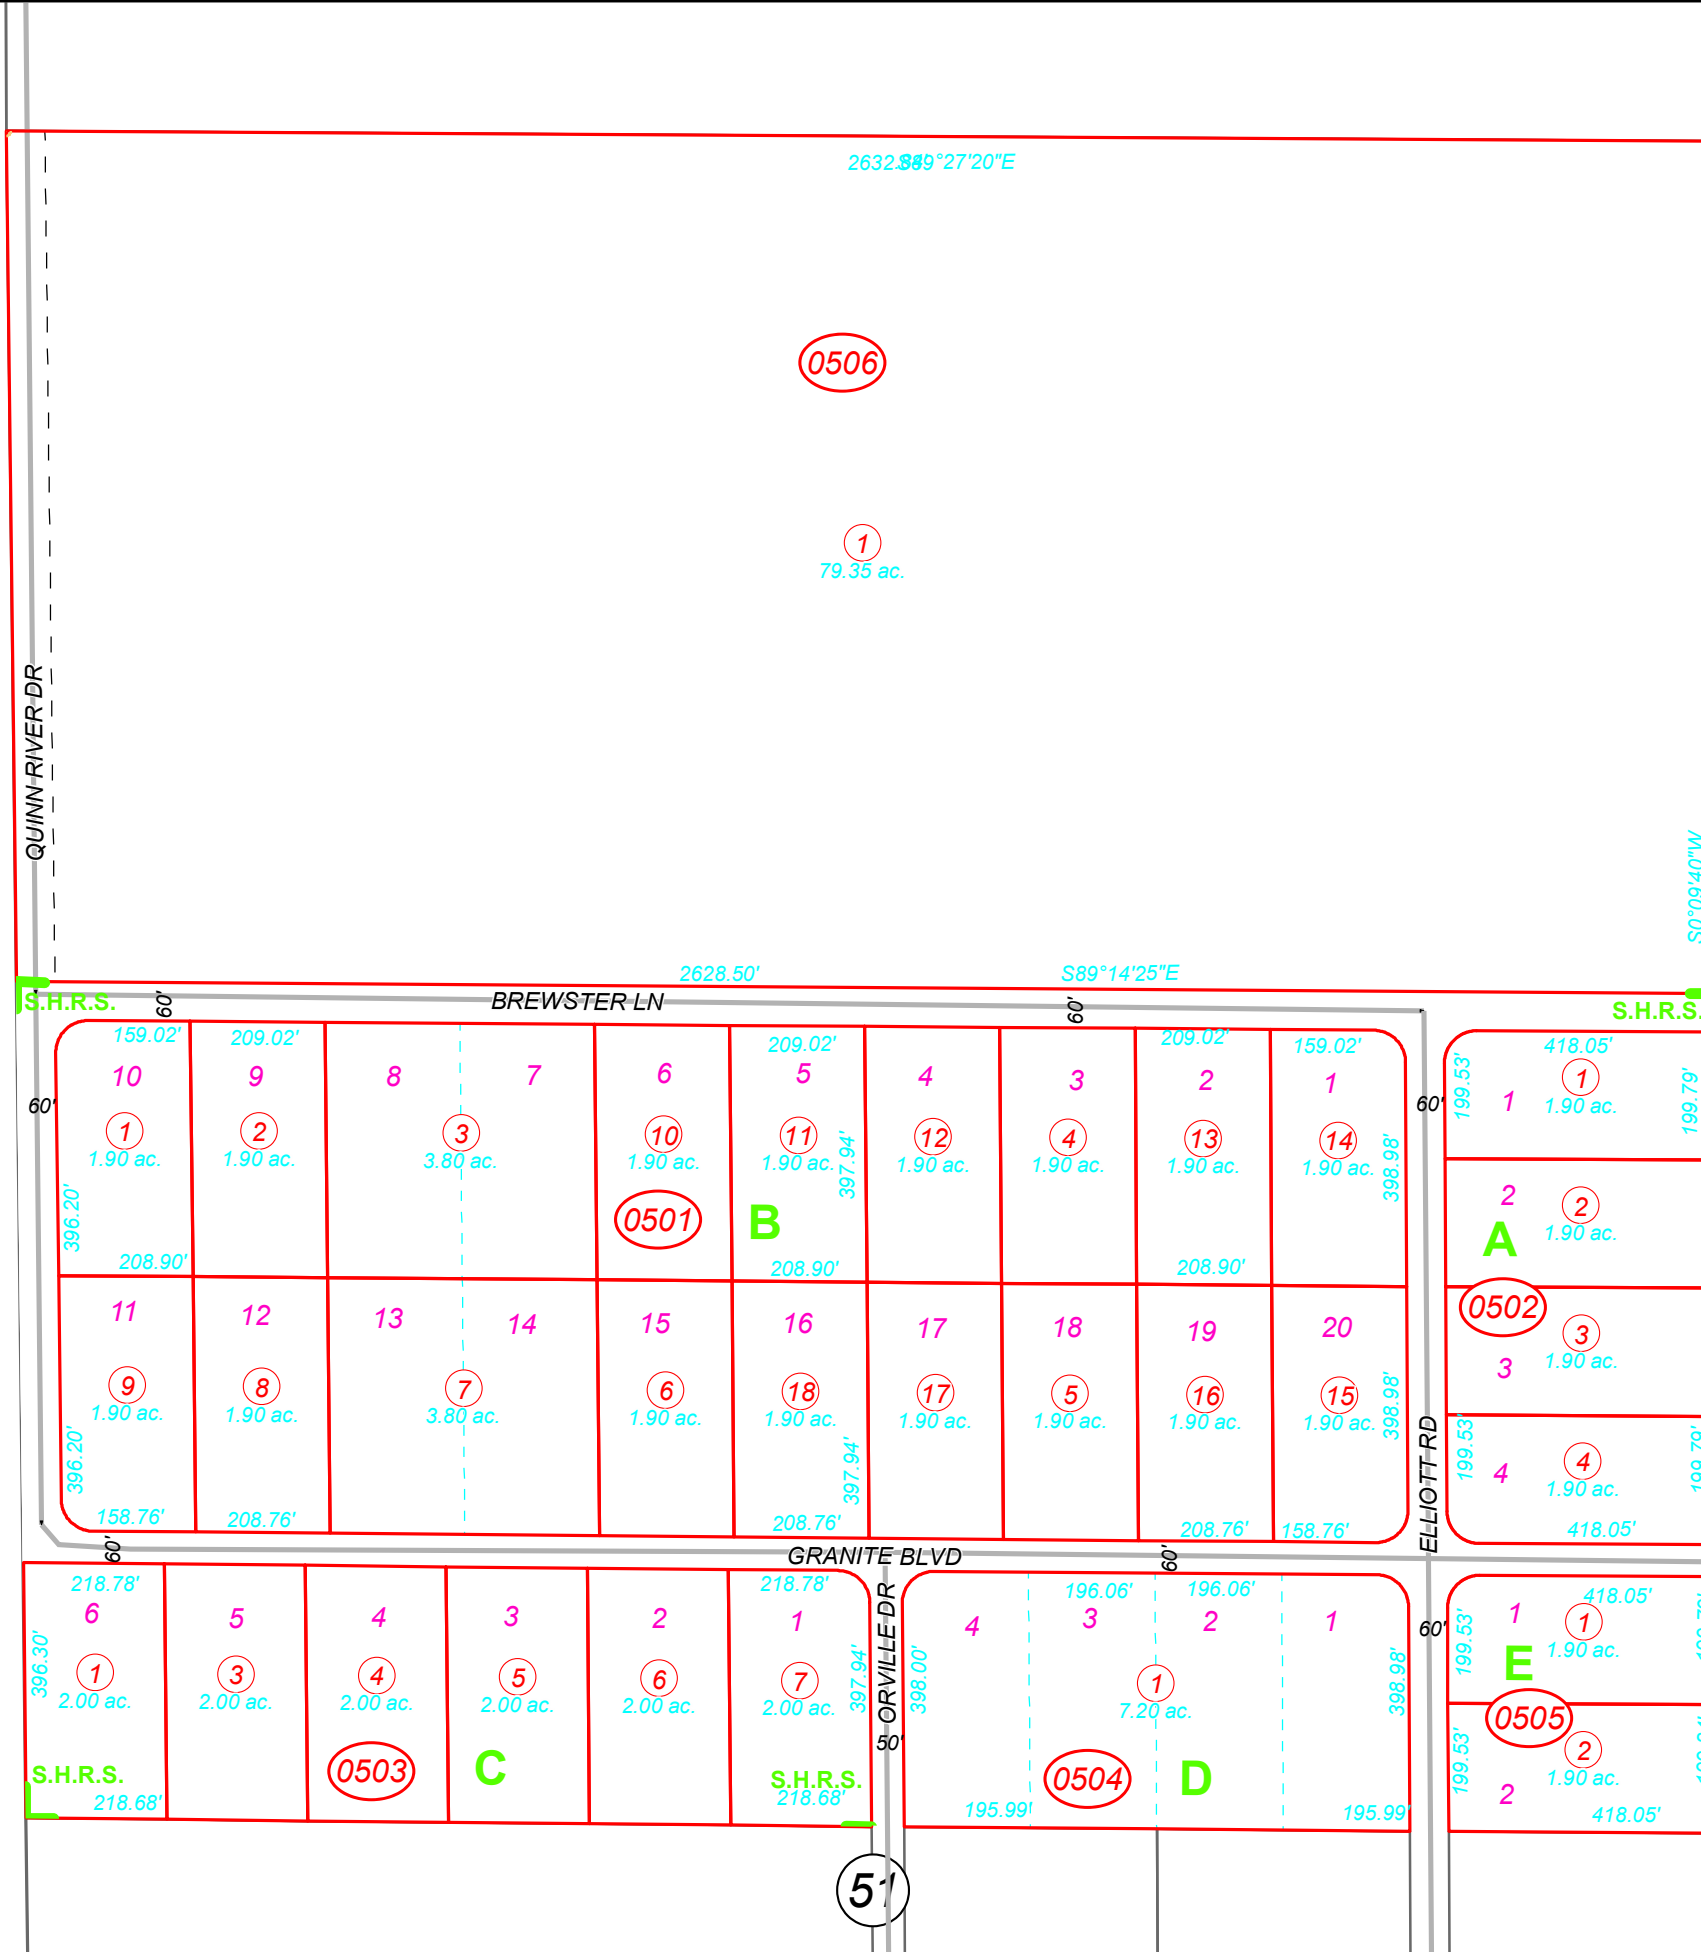 2632.84' S89°27'20"E
0506
1
79.35 ac.
QUINN RIVER DR
S0°09'40"W
2628.50' S89°14'25"E
S.H.R.S. 60' BREWSTER LN 60' S.H.R.S.
159.02' 209.02' 209.02' 209.02' 159.02' 418.05'
10 9 8 7 6 5 4 3 2 1
60' 60' 199.53' 1 199.79'
1 2 3 10 11 12 4 13 14 1
1.90 ac. 1.90 ac. 3.80 ac. 1.90 ac. 1.90 ac. 1.90 ac. 1.90 ac. 1.90 ac. 1.90 ac. 1.90 ac.
396.20' 397.94' 398.98'
0501 B
2 2
A 1.90 ac.
208.90' 208.90' 208.90'
0502
11 12 13 14 15 16 17 18 19 20
3 3
1.90 ac.
9 8 7 6 18 17 5 16 15
1.90 ac. 1.90 ac. 3.80 ac. 1.90 ac. 1.90 ac. 1.90 ac. 1.90 ac. 1.90 ac. 1.90 ac.
396.20' 397.94' 398.98' ELLIOTT RD 199.53' 199.79'
4 4
1.90 ac.
158.76' 208.76' 208.76' 208.76' 158.76' 418.05'
60' GRANITE BLVD 60'
218.78' 218.78' 196.06' 196.06' 418.05'
6 5 4 3 2 1 4 3 2 1
60' 199.53' 1 1
1.90 ac.
E
396.30' 397.94' ORVILLE DR 398.00' 398.98'
1 3 4 5 6 7 1
2.00 ac. 2.00 ac. 2.00 ac. 2.00 ac. 2.00 ac. 2.00 ac. 7.20 ac.
0505
50'
199.53' 2
1.90 ac.
2
S.H.R.S. 0503 C S.H.R.S. 0504 D
218.68' 218.68' 195.99' 195.99' 418.05'
51